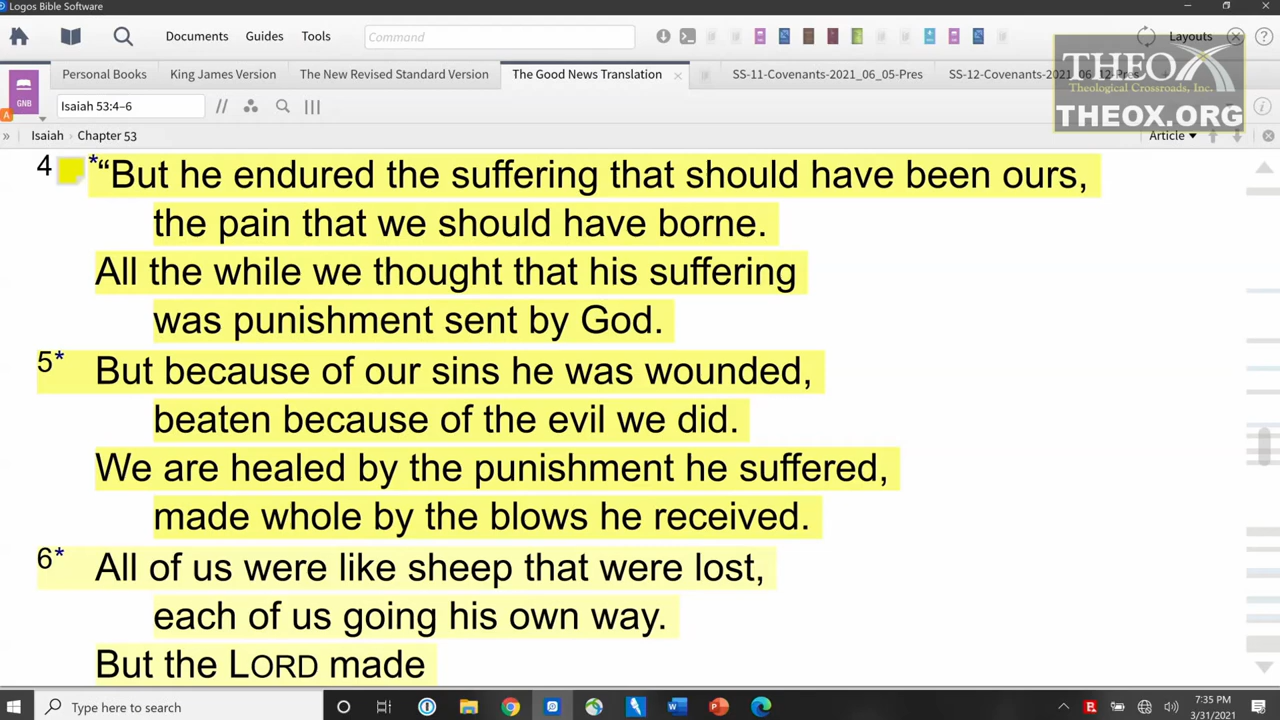 Logos Bible Software
Documents Guides Tools Command Layouts
Personal Books King James Version The New Revised Standard Version The Good News Translation SS-11-Covenants-2021_06_05-Pres SS-12-Covenants-2021_06_12-Pres
THEOX
Theological Crossroads, Inc.
THEOX.ORG
GNB Isaiah 53:4–6
A
» Isaiah › Chapter 53 Article
4 * “But he endured the suffering that should have been ours,
the pain that we should have borne.
All the while we thought that his suffering
was punishment sent by God.
5* But because of our sins he was wounded,
beaten because of the evil we did.
We are healed by the punishment he suffered,
made whole by the blows he received.
6* All of us were like sheep that were lost,
each of us going his own way.
But the LORD made
Type here to search
7:35 PM
3/31/2021